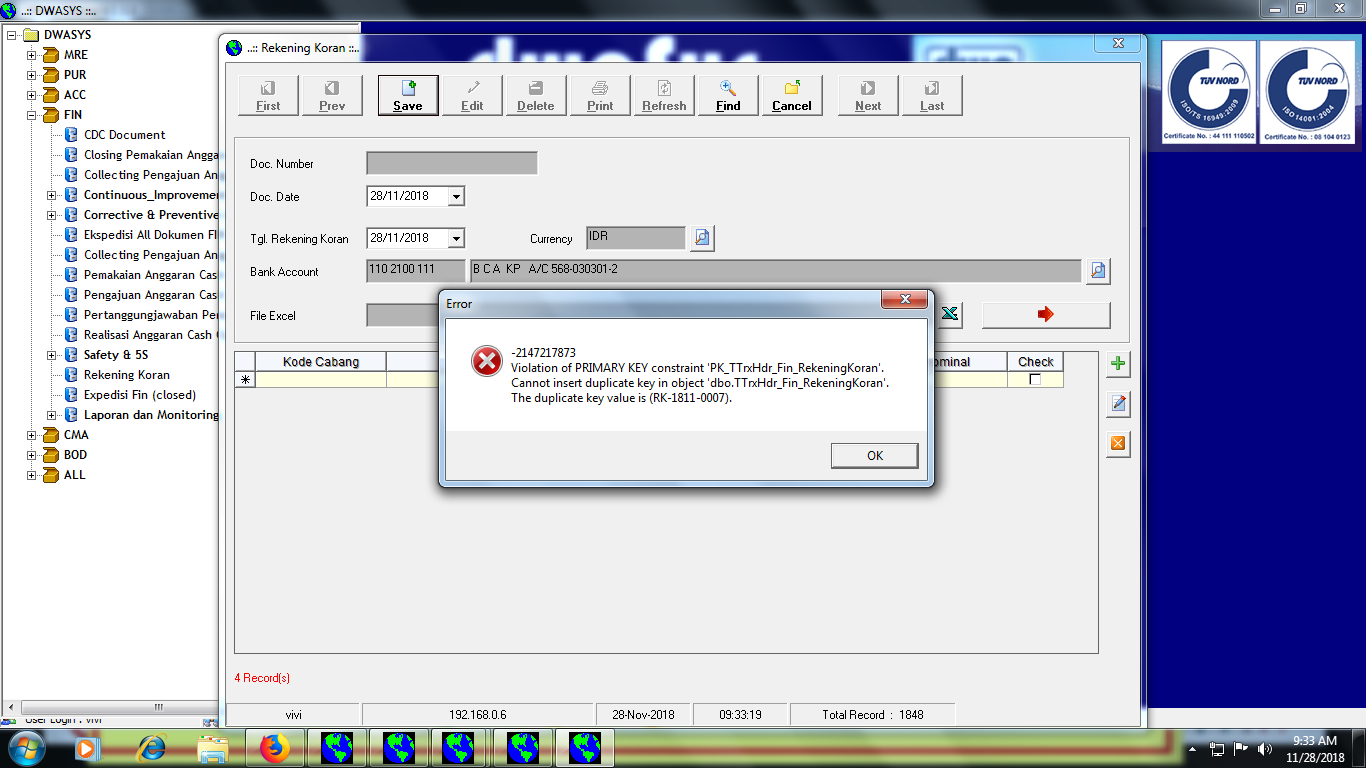 ..:: DWASYS ::..
DWASYS
MRE
PUR
ACC
FIN
CDC Document
Closing Pemakaian Angga
Collecting Pengajuan An
Continuous_Improvemen
Corrective & Preventive
Ekspedisi All Dokumen FI
Collecting Pengajuan An
Pemakaian Anggaran Cas
Pengajuan Anggaran Cas
Pertanggungjawaban Per
Realisasi Anggaran Cash
Safety & 5S
Rekening Koran
Expedisi Fin (closed)
Laporan dan Monitoring
CMA
BOD
ALL
User Login : vivi
..:: Rekening Koran ::..
First Prev Save Edit Delete Print Refresh Find Cancel Next Last
Doc. Number
Doc. Date 28/11/2018
Tgl. Rekening Koran 28/11/2018 Currency IDR
Bank Account 110 2100 111 B C A KP A/C 568-030301-2
File Excel
Kode Cabang ominal Check
Error
-2147217873
Violation of PRIMARY KEY constraint 'PK_TTrxHdr_Fin_RekeningKoran'.
Cannot insert duplicate key in object 'dbo.TTrxHdr_Fin_RekeningKoran'.
The duplicate key value is (RK-1811-0007).
OK
4 Record(s)
vivi 192.168.0.6 28-Nov-2018 09:33:19 Total Record : 1848
TUV NORD
ISO/TS 16949:2009
Certificate No. : 44 111 110502
TUV NORD
ISO 14001:2004
Certificate No. : 08 104 0123
9:33 AM
11/28/2018